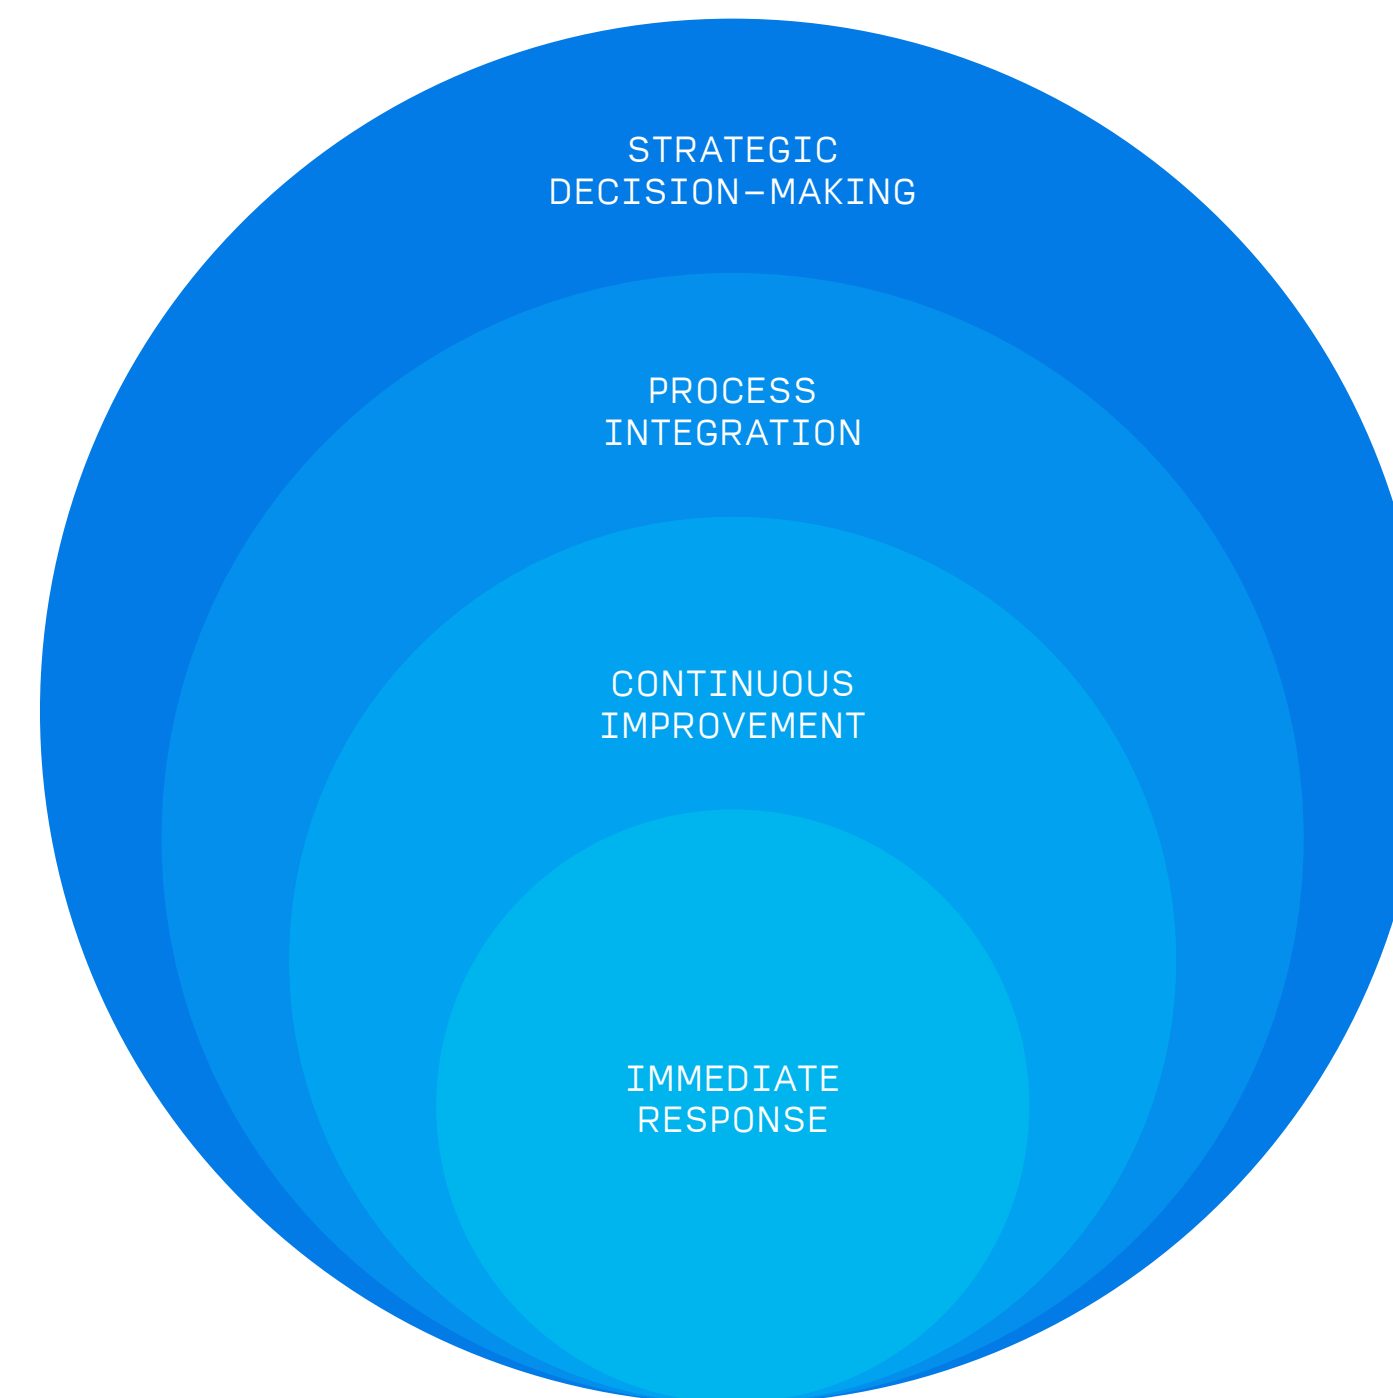 STRATEGIC
DECISION-MAKING
PROCESS
INTEGRATION
CONTINUOUS
IMPROVEMENT
IMMEDIATE
RESPONSE